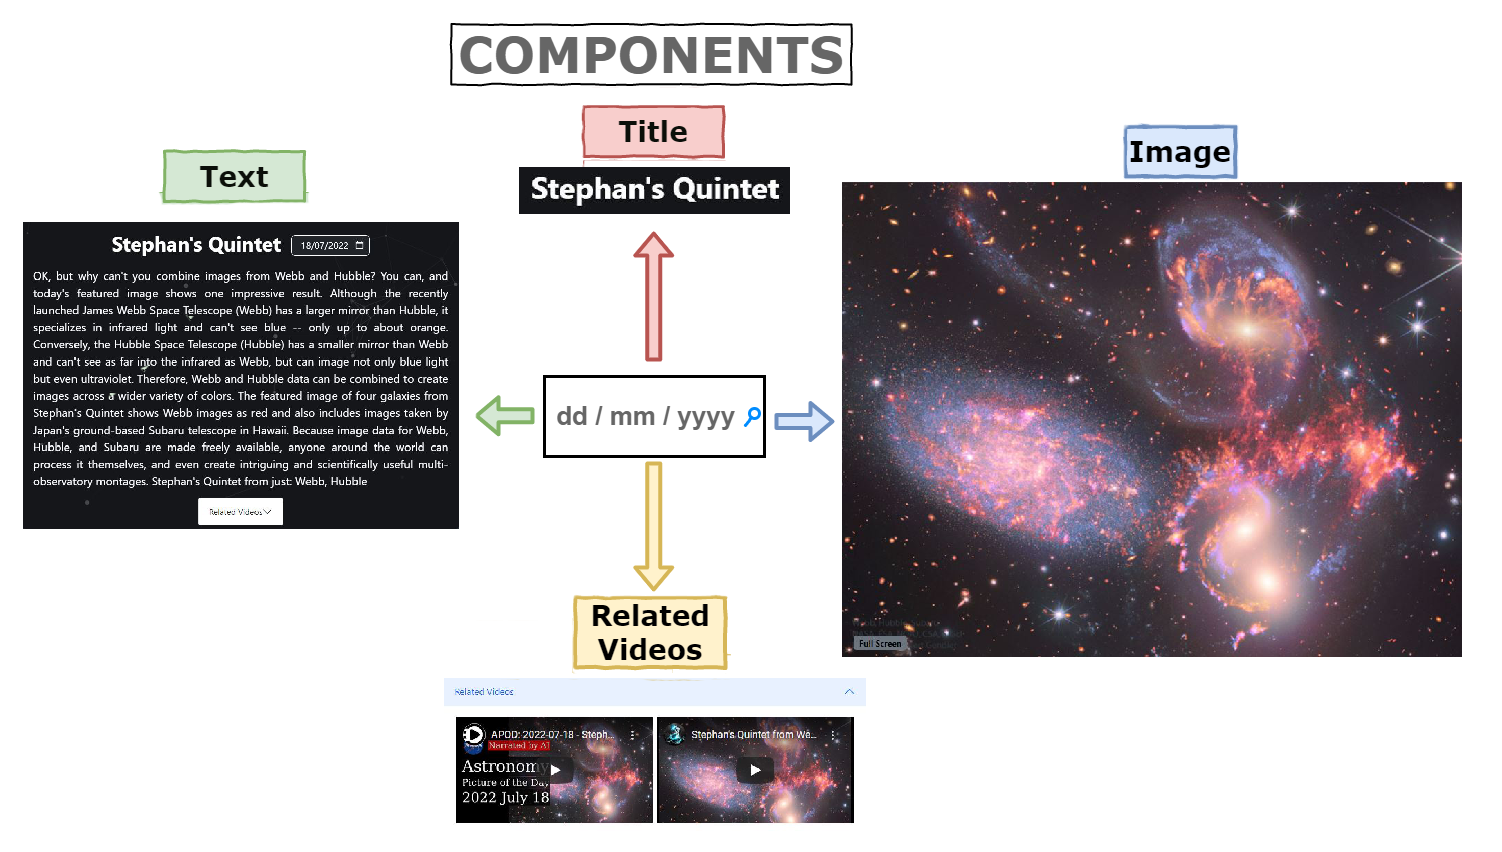 COMPONENTS
Title
Stephan's Quintet
Text
Stephan's Quintet 18/07/2022
OK, but why can't you combine images from Webb and Hubble? You can, and
today's featured image shows one impressive result. Although the recently
launched James Webb Space Telescope (Webb) has a larger mirror than Hubble, it
specializes in infrared light and can't see blue -- only up to about orange.
Conversely, the Hubble Space Telescope (Hubble) has a smaller mirror than Webb
and can't see as far into the infrared as Webb, but can image not only blue light
but even ultraviolet. Therefore, Webb and Hubble data can be combined to create
images across a wider variety of colors. The featured image of four galaxies from
Stephan's Quintet shows Webb images as red and also includes images taken by
Japan's ground-based Subaru telescope in Hawaii. Because image data for Webb,
Hubble, and Subaru are made freely available, anyone around the world can
process it themselves, and even create intriguing and scientifically useful multi-
observatory montages. Stephan's Quintet from just: Webb, Hubble
Related Videos
dd / mm / yyyy
Image
Full Screen
Related
Videos
Related Videos
APOD: 2022-07-18 - Steph...
Narrated by AI
Astronomy
Picture of the Day
2022 July 18
Stephan's Quintet from We...